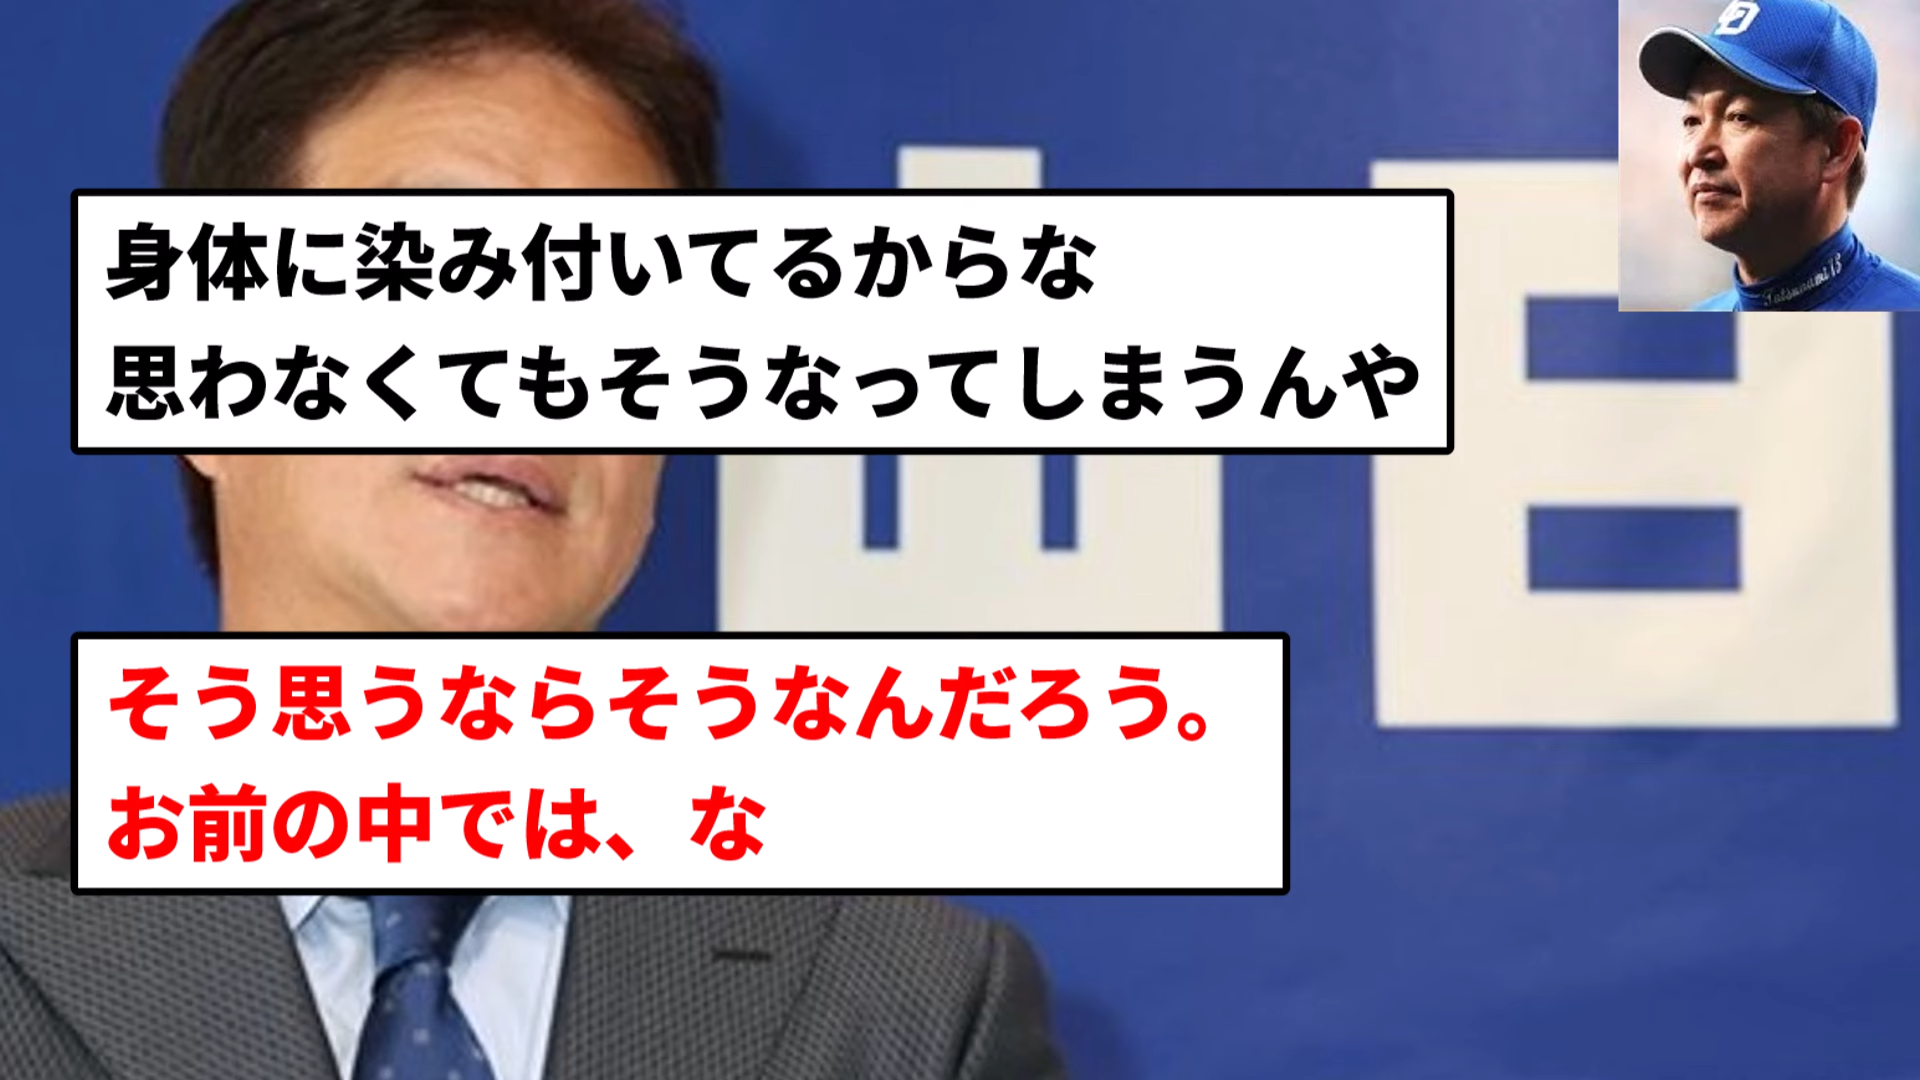 身体に染み付いてるからな
思わなくてもそうなってしまうんや
そう思うならそうなんだろう。
お前の中では、な
Tatsunami 13